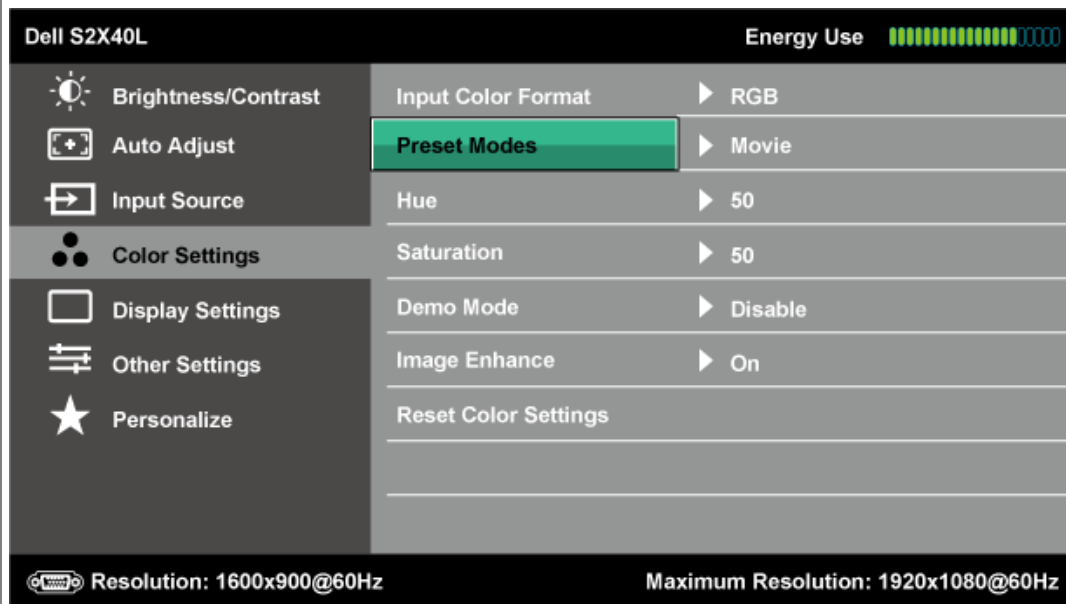 Dell S2X40L Energy Use
Brightness/Contrast
Auto Adjust
Input Source
Color Settings
Display Settings
Other Settings
Personalize
Input Color Format RGB
Preset Modes Movie
Hue 50
Saturation 50
Demo Mode Disable
Image Enhance On
Reset Color Settings
Resolution: 1600x900@60Hz Maximum Resolution: 1920x1080@60Hz